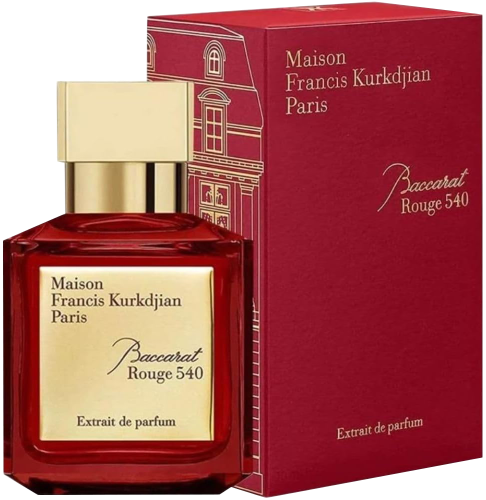 Maison
Francis Kurkdjian
Paris
Baccarat
Rouge 540
Extrait de parfum
Maison
Francis Kurkdjian
Paris
Baccarat
Rouge 540
Extrait de parfum